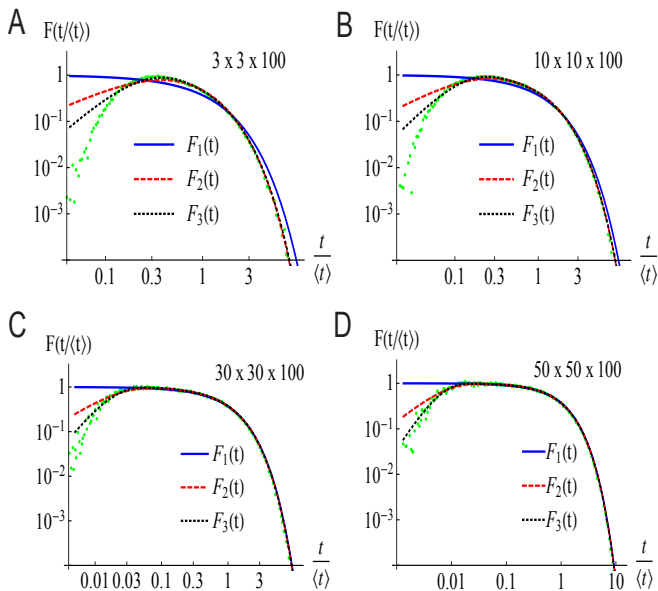 A
F(t/⟨t⟩)
3 x 3 x 100
1
10⁻¹
10⁻²
10⁻³
F₁(t)
F₂(t)
F₃(t)
0.1 0.3 1 3
t/⟨t⟩
B
F(t/⟨t⟩)
10 x 10 x 100
1
10⁻¹
10⁻²
10⁻³
F₁(t)
F₂(t)
F₃(t)
0.1 0.3 1 3
t/⟨t⟩
C
F(t/⟨t⟩)
30 x 30 x 100
1
10⁻¹
10⁻²
10⁻³
F₁(t)
F₂(t)
F₃(t)
0.01 0.03 0.1 0.3 1 3
t/⟨t⟩
D
F(t/⟨t⟩)
50 x 50 x 100
1
10⁻¹
10⁻²
10⁻³
F₁(t)
F₂(t)
F₃(t)
0.01 0.1 1 10
t/⟨t⟩